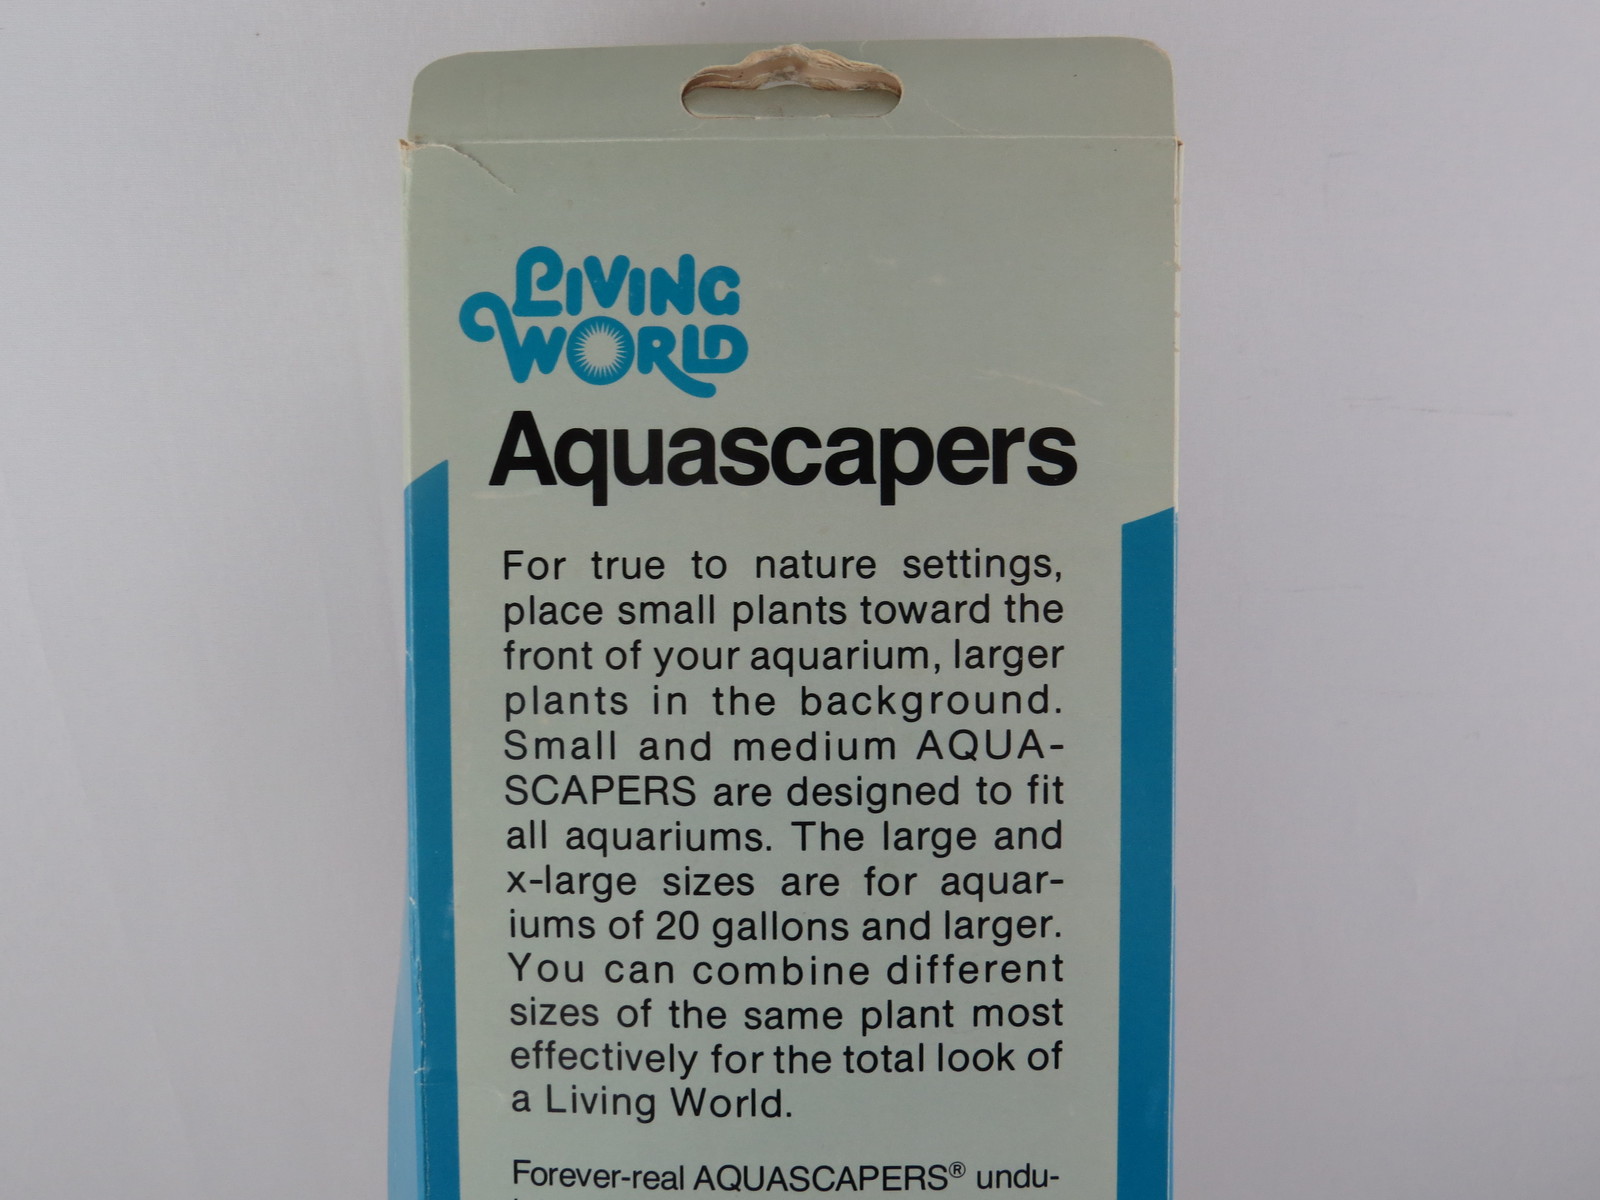 LIVING
WORLD
Aquascapers
For true to nature settings,
place small plants toward the
front of your aquarium, larger
plants in the background.
Small and medium AQUA-
SCAPERS are designed to fit
all aquariums. The large and
x-large sizes are for aquar-
iums of 20 gallons and larger.
You can combine different
sizes of the same plant most
effectively for the total look of
a Living World.
Forever-real AQUASCAPERS® undu-